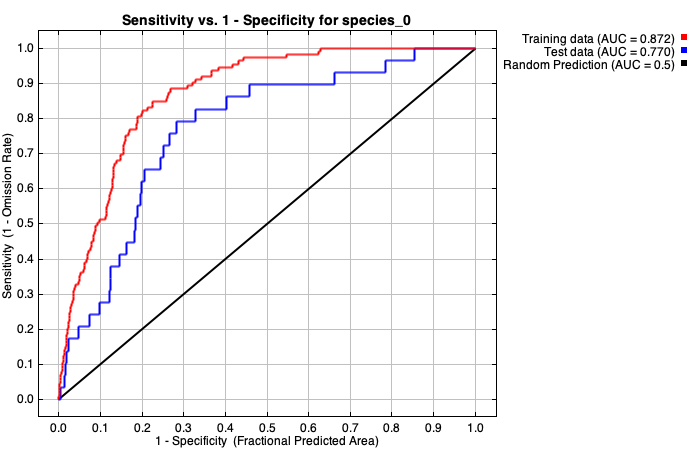 Sensitivity vs. 1 - Specificity for species_0
Training data (AUC = 0.872)
Test data (AUC = 0.770)
Random Prediction (AUC = 0.5)
Sensitivity (1 - Omission Rate)
1.0
0.9
0.8
0.7
0.6
0.5
0.4
0.3
0.2
0.1
0.0
0.0 0.1 0.2 0.3 0.4 0.5 0.6 0.7 0.8 0.9 1.0
1 - Specificity (Fractional Predicted Area)